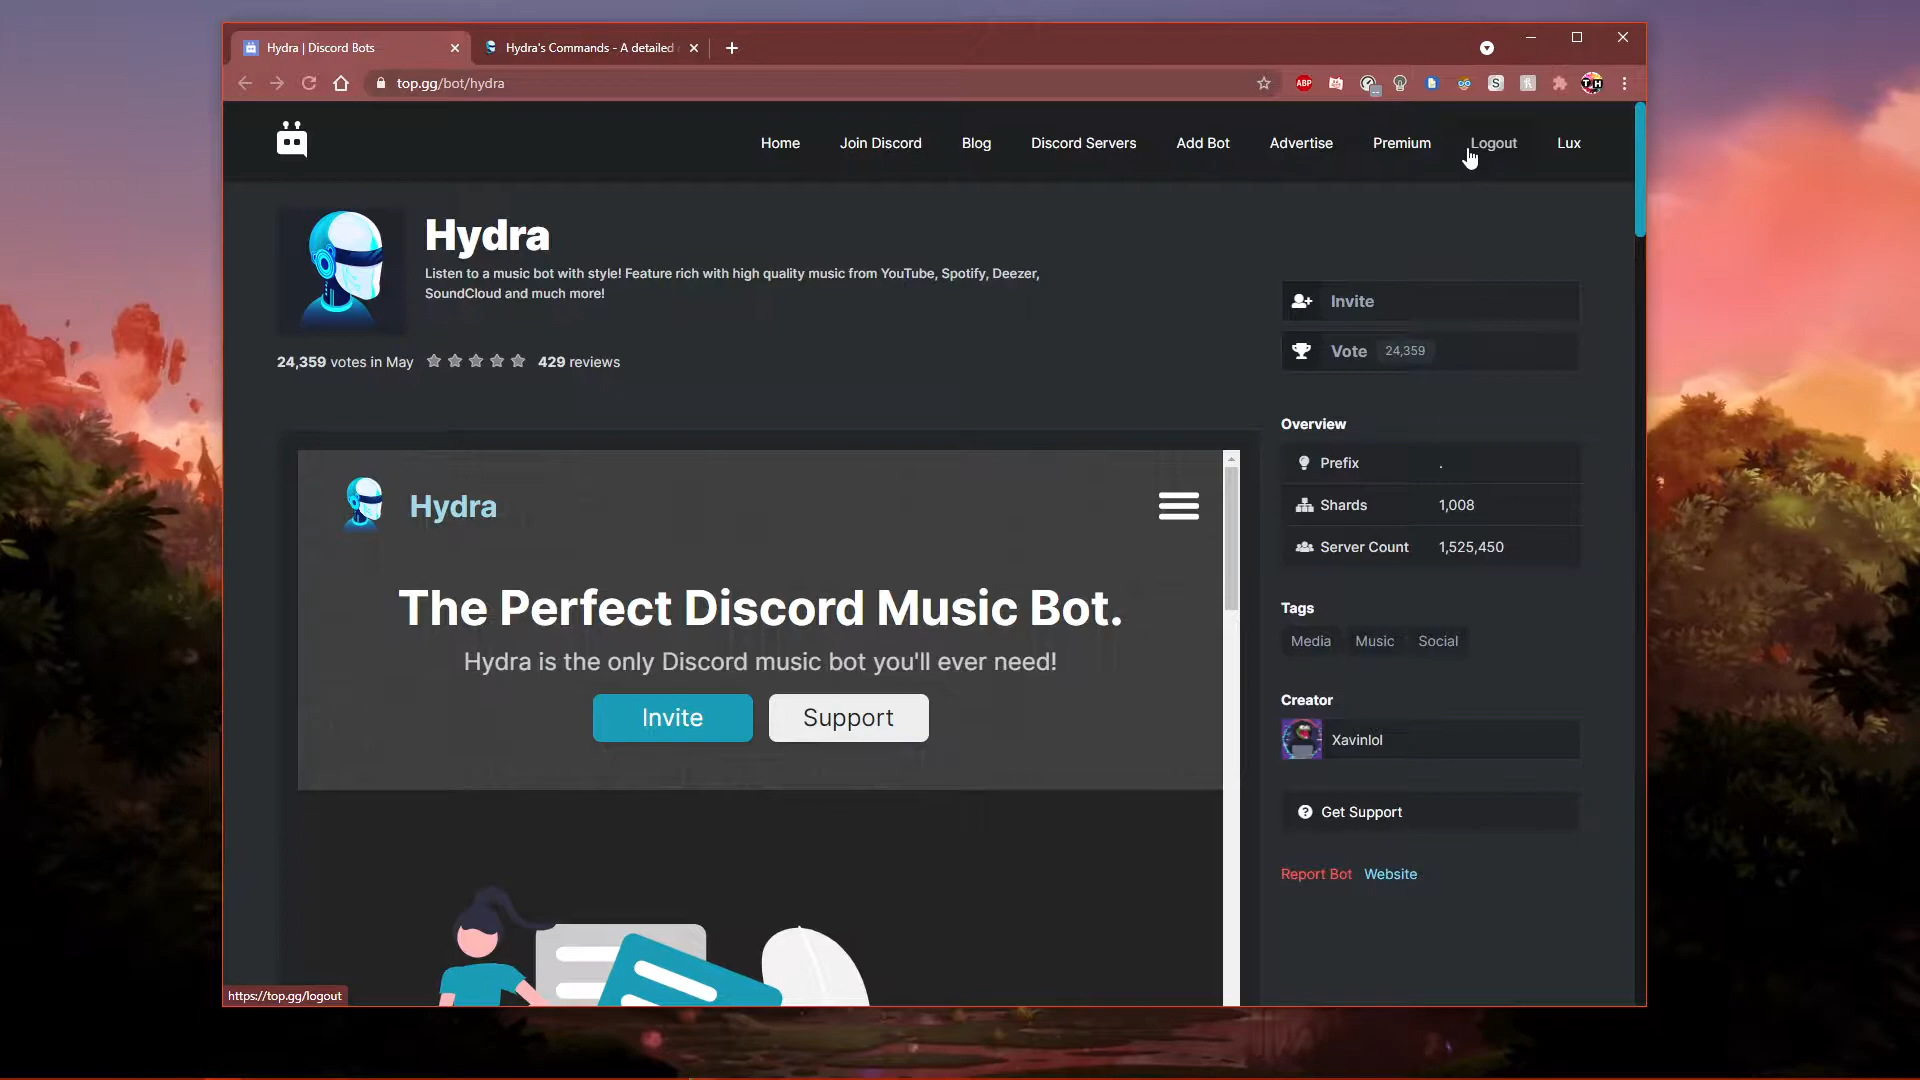 Hydra | Discord Bots
Hydra's Commands - A detailed
top.gg/bot/hydra
ABP
S
TH
Home
Join Discord
Blog
Discord Servers
Add Bot
Advertise
Premium
Logout
Lux
Hydra
Listen to a music bot with style! Feature rich with high quality music from YouTube, Spotify, Deezer,
SoundCloud and much more!
24,359 votes in May
429 reviews
Invite
Vote 24,359
Overview
Prefix .
Shards 1,008
Server Count 1,525,450
Tags
Media Music Social
Creator
Xavinlol
Get Support
Report Bot Website
Hydra
The Perfect Discord Music Bot.
Hydra is the only Discord music bot you'll ever need!
Invite
Support
https://top.gg/logout